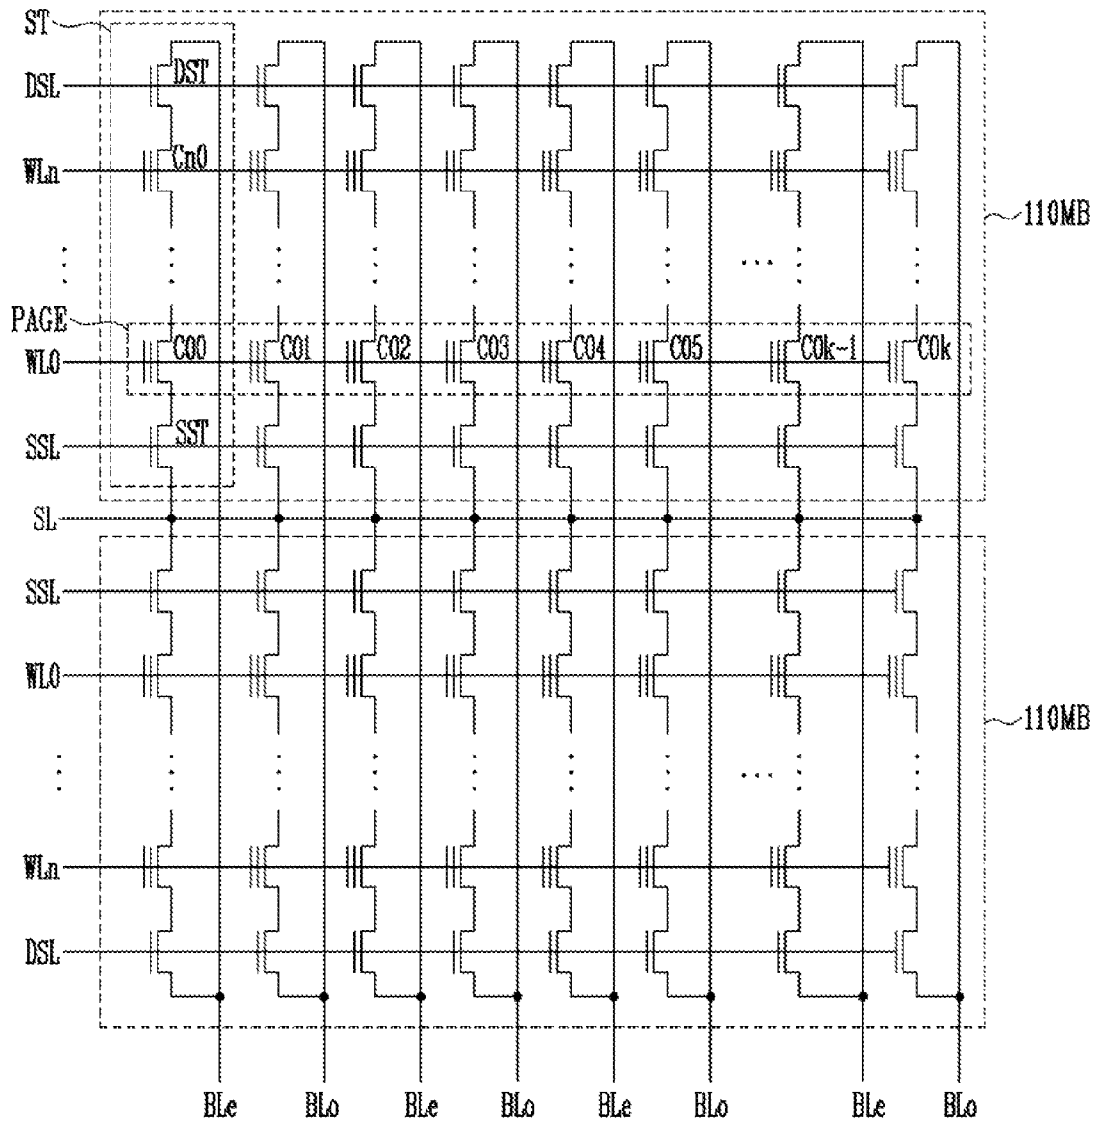 ST
DST
DSL
Cn0
WLn
110MB
PAGE
C00 C01 C02 C03 C04 C05 C0k-1 C0k
WL0
SST
SSL
SL
SSL
WL0
110MB
WLn
DSL
BLe BLo BLe BLo BLe BLo BLe BLo